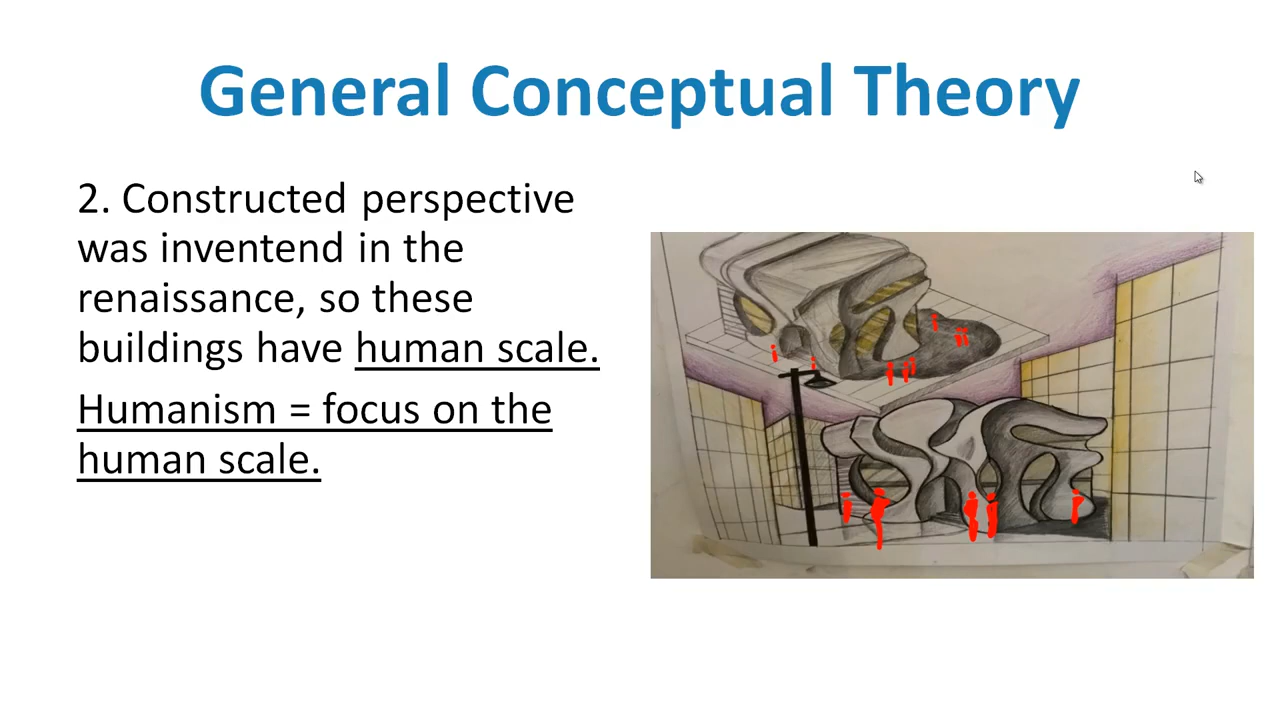 General Conceptual Theory
2. Constructed perspective
was inventend in the
renaissance, so these
buildings have human scale.
Humanism = focus on the
human scale.